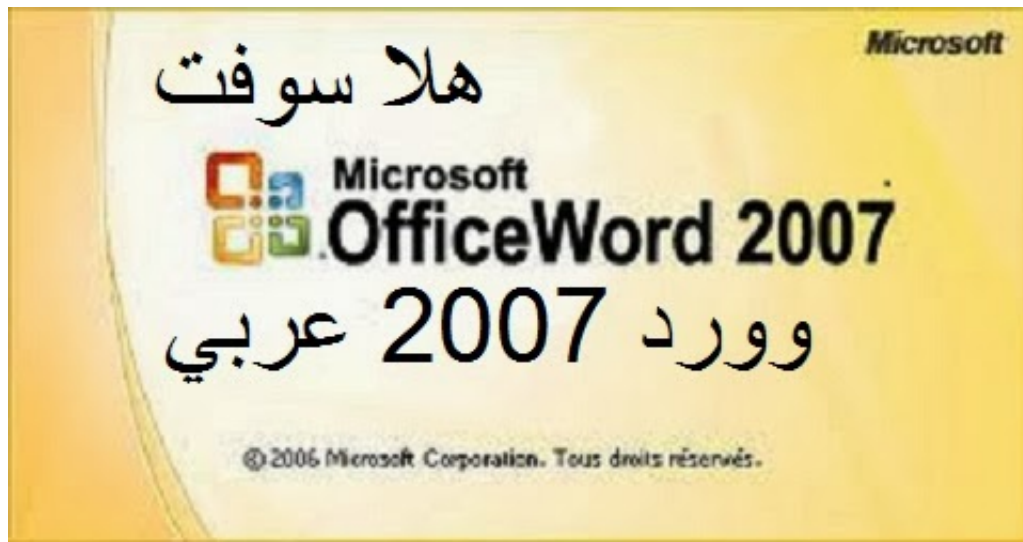 Microsoft
هلا سوفت
Microsoft
OfficeWord 2007
وورد 2007 عربي
© 2006 Microsoft Corporation. Tous droits réservés.